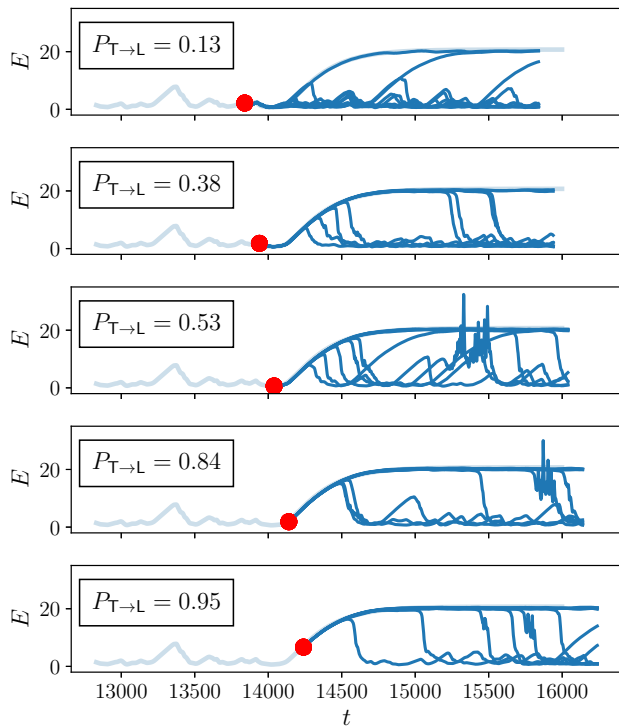 E
20
0
P_{T→L} = 0.13
E
20
0
P_{T→L} = 0.38
E
20
0
P_{T→L} = 0.53
E
20
0
P_{T→L} = 0.84
E
20
0
P_{T→L} = 0.95
13000 13500 14000 14500 15000 15500 16000
t